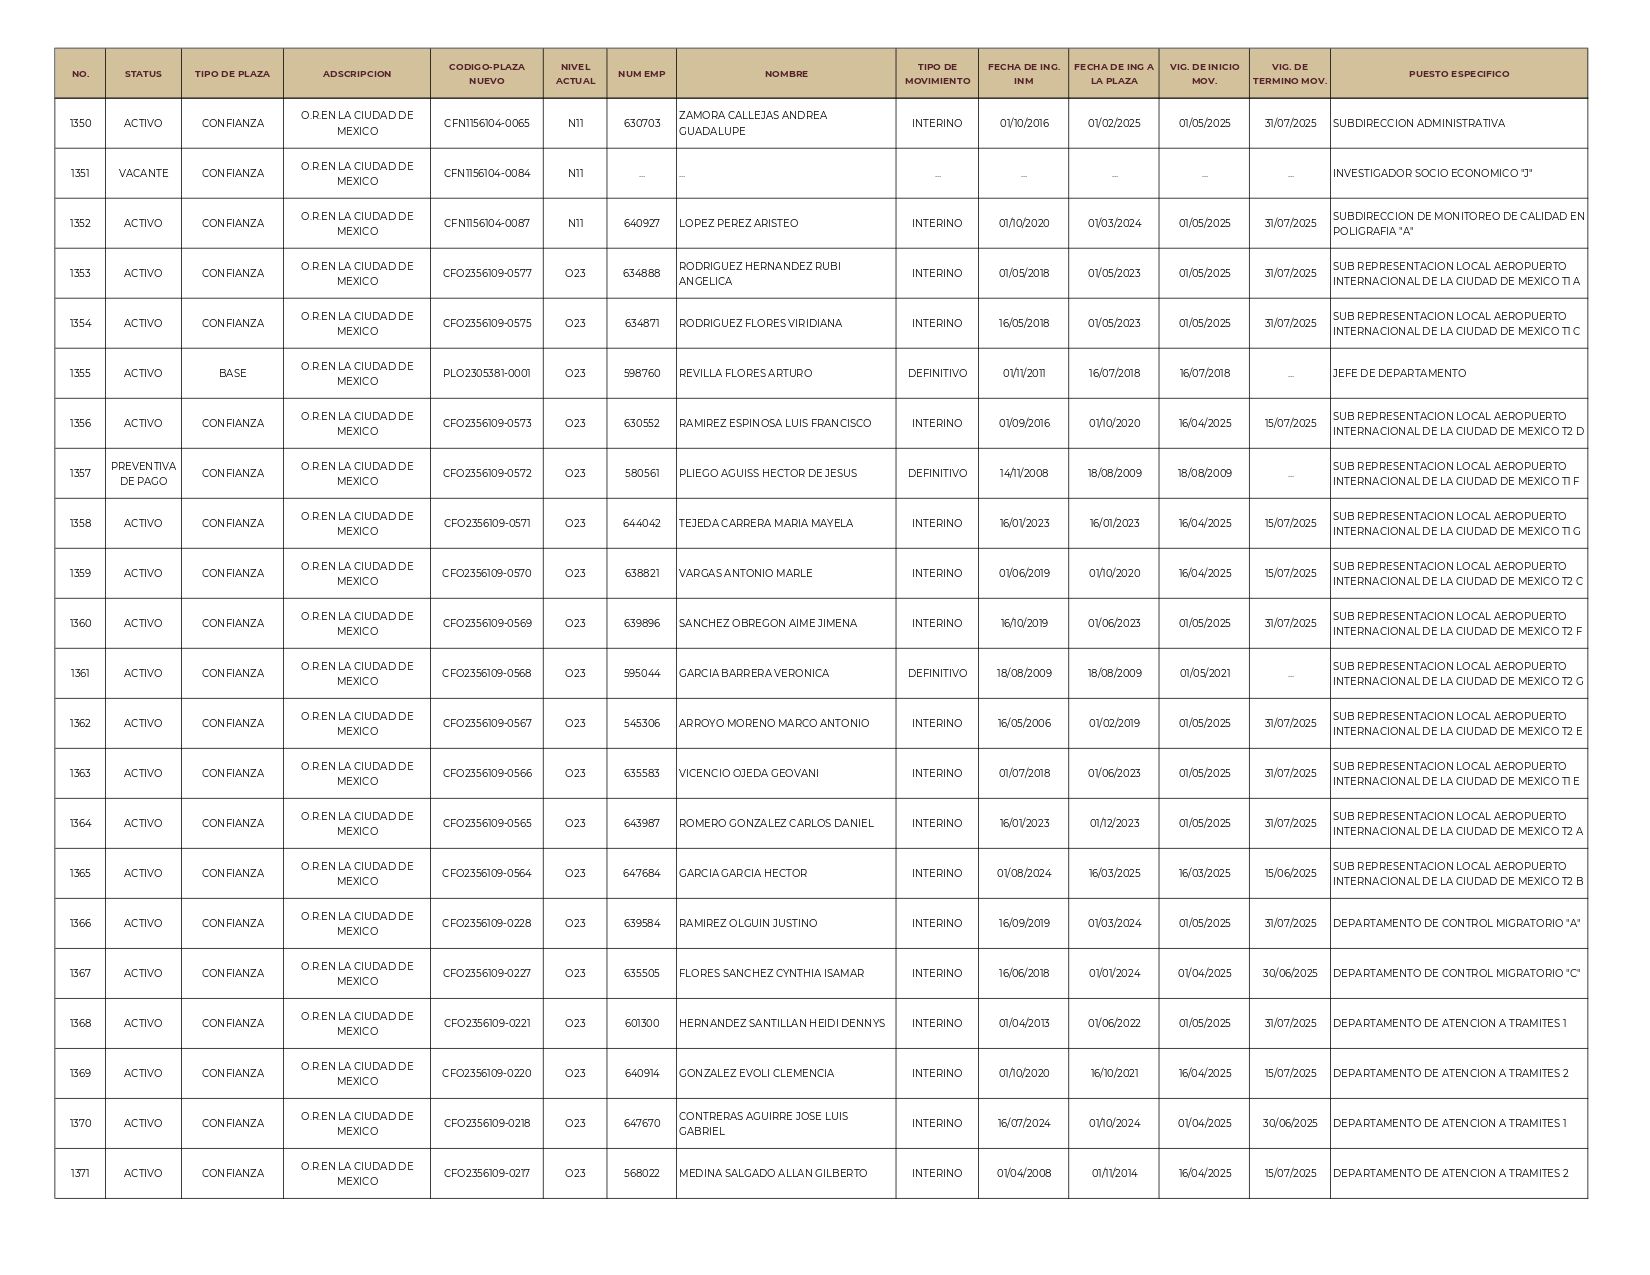 NO. STATUS TIPO DE PLAZA ADSCRIPCION CODIGO-PLAZA NUEVO NIVEL ACTUAL NUM EMP NOMBRE TIPO DE MOVIMIENTO FECHA DE ING. INM FECHA DE ING A LA PLAZA VIG. DE INICIO MOV. VIG. DE TERMINO MOV. PUESTO ESPECIFICO
1350 ACTIVO CONFIANZA O.R.EN LA CIUDAD DE MEXICO CFN1156104-0065 N11 630703 ZAMORA CALLEJAS ANDREA GUADALUPE INTERINO 01/10/2016 01/02/2025 01/05/2025 31/07/2025 SUBDIRECCION ADMINISTRATIVA
1351 VACANTE CONFIANZA O.R.EN LA CIUDAD DE MEXICO CFN1156104-0084 N11 ... ... ... ... ... ... ... INVESTIGADOR SOCIO ECONOMICO "J"
1352 ACTIVO CONFIANZA O.R.EN LA CIUDAD DE MEXICO CFN1156104-0087 N11 640927 LOPEZ PEREZ ARISTEO INTERINO 01/10/2020 01/03/2024 01/05/2025 31/07/2025 SUBDIRECCION DE MONITOREO DE CALIDAD EN POLIGRAFIA "A"
1353 ACTIVO CONFIANZA O.R.EN LA CIUDAD DE MEXICO CFO2356109-0577 O23 634888 RODRIGUEZ HERNANDEZ RUBI ANGELICA INTERINO 01/05/2018 01/05/2023 01/05/2025 31/07/2025 SUB REPRESENTACION LOCAL AEROPUERTO INTERNACIONAL DE LA CIUDAD DE MEXICO T1 A
1354 ACTIVO CONFIANZA O.R.EN LA CIUDAD DE MEXICO CFO2356109-0575 O23 634871 RODRIGUEZ FLORES VIRIDIANA INTERINO 16/05/2018 01/05/2023 01/05/2025 31/07/2025 SUB REPRESENTACION LOCAL AEROPUERTO INTERNACIONAL DE LA CIUDAD DE MEXICO T1 C
1355 ACTIVO BASE O.R.EN LA CIUDAD DE MEXICO PLO2305381-0001 O23 598760 REVILLA FLORES ARTURO DEFINITIVO 01/11/2011 16/07/2018 16/07/2018 ... JEFE DE DEPARTAMENTO
1356 ACTIVO CONFIANZA O.R.EN LA CIUDAD DE MEXICO CFO2356109-0573 O23 630552 RAMIREZ ESPINOSA LUIS FRANCISCO INTERINO 01/09/2016 01/10/2020 16/04/2025 15/07/2025 SUB REPRESENTACION LOCAL AEROPUERTO INTERNACIONAL DE LA CIUDAD DE MEXICO T2 D
1357 PREVENTIVA DE PAGO CONFIANZA O.R.EN LA CIUDAD DE MEXICO CFO2356109-0572 O23 580561 PLIEGO AGUISS HECTOR DE JESUS DEFINITIVO 14/11/2008 18/08/2009 18/08/2009 ... SUB REPRESENTACION LOCAL AEROPUERTO INTERNACIONAL DE LA CIUDAD DE MEXICO T1 F
1358 ACTIVO CONFIANZA O.R.EN LA CIUDAD DE MEXICO CFO2356109-0571 O23 644042 TEJEDA CARRERA MARIA MAYELA INTERINO 16/01/2023 16/01/2023 16/04/2025 15/07/2025 SUB REPRESENTACION LOCAL AEROPUERTO INTERNACIONAL DE LA CIUDAD DE MEXICO T1 G
1359 ACTIVO CONFIANZA O.R.EN LA CIUDAD DE MEXICO CFO2356109-0570 O23 638821 VARGAS ANTONIO MARLE INTERINO 01/06/2019 01/10/2020 16/04/2025 15/07/2025 SUB REPRESENTACION LOCAL AEROPUERTO INTERNACIONAL DE LA CIUDAD DE MEXICO T2 C
1360 ACTIVO CONFIANZA O.R.EN LA CIUDAD DE MEXICO CFO2356109-0569 O23 639896 SANCHEZ OBREGON AIME JIMENA INTERINO 16/10/2019 01/06/2023 01/05/2025 31/07/2025 SUB REPRESENTACION LOCAL AEROPUERTO INTERNACIONAL DE LA CIUDAD DE MEXICO T2 F
1361 ACTIVO CONFIANZA O.R.EN LA CIUDAD DE MEXICO CFO2356109-0568 O23 595044 GARCIA BARRERA VERONICA DEFINITIVO 18/08/2009 18/08/2009 01/05/2021 ... SUB REPRESENTACION LOCAL AEROPUERTO INTERNACIONAL DE LA CIUDAD DE MEXICO T2 G
1362 ACTIVO CONFIANZA O.R.EN LA CIUDAD DE MEXICO CFO2356109-0567 O23 545306 ARROYO MORENO MARCO ANTONIO INTERINO 16/05/2006 01/02/2019 01/05/2025 31/07/2025 SUB REPRESENTACION LOCAL AEROPUERTO INTERNACIONAL DE LA CIUDAD DE MEXICO T2 E
1363 ACTIVO CONFIANZA O.R.EN LA CIUDAD DE MEXICO CFO2356109-0566 O23 635583 VICENCIO OJEDA GEOVANI INTERINO 01/07/2018 01/06/2023 01/05/2025 31/07/2025 SUB REPRESENTACION LOCAL AEROPUERTO INTERNACIONAL DE LA CIUDAD DE MEXICO T1 E
1364 ACTIVO CONFIANZA O.R.EN LA CIUDAD DE MEXICO CFO2356109-0565 O23 643987 ROMERO GONZALEZ CARLOS DANIEL INTERINO 16/01/2023 01/12/2023 01/05/2025 31/07/2025 SUB REPRESENTACION LOCAL AEROPUERTO INTERNACIONAL DE LA CIUDAD DE MEXICO T2 A
1365 ACTIVO CONFIANZA O.R.EN LA CIUDAD DE MEXICO CFO2356109-0564 O23 647684 GARCIA GARCIA HECTOR INTERINO 01/08/2024 16/03/2025 16/03/2025 15/06/2025 SUB REPRESENTACION LOCAL AEROPUERTO INTERNACIONAL DE LA CIUDAD DE MEXICO T2 B
1366 ACTIVO CONFIANZA O.R.EN LA CIUDAD DE MEXICO CFO2356109-0228 O23 639584 RAMIREZ OLGUIN JUSTINO INTERINO 16/09/2019 01/03/2024 01/05/2025 31/07/2025 DEPARTAMENTO DE CONTROL MIGRATORIO "A"
1367 ACTIVO CONFIANZA O.R.EN LA CIUDAD DE MEXICO CFO2356109-0227 O23 635505 FLORES SANCHEZ CYNTHIA ISAMAR INTERINO 16/06/2018 01/01/2024 01/04/2025 30/06/2025 DEPARTAMENTO DE CONTROL MIGRATORIO "C"
1368 ACTIVO CONFIANZA O.R.EN LA CIUDAD DE MEXICO CFO2356109-0221 O23 601300 HERNANDEZ SANTILLAN HEIDI DENNYS INTERINO 01/04/2013 01/06/2022 01/05/2025 31/07/2025 DEPARTAMENTO DE ATENCION A TRAMITES 1
1369 ACTIVO CONFIANZA O.R.EN LA CIUDAD DE MEXICO CFO2356109-0220 O23 640914 GONZALEZ EVOLI CLEMENCIA INTERINO 01/10/2020 16/10/2021 16/04/2025 15/07/2025 DEPARTAMENTO DE ATENCION A TRAMITES 2
1370 ACTIVO CONFIANZA O.R.EN LA CIUDAD DE MEXICO CFO2356109-0218 O23 647670 CONTRERAS AGUIRRE JOSE LUIS GABRIEL INTERINO 16/07/2024 01/10/2024 01/04/2025 30/06/2025 DEPARTAMENTO DE ATENCION A TRAMITES 1
1371 ACTIVO CONFIANZA O.R.EN LA CIUDAD DE MEXICO CFO2356109-0217 O23 568022 MEDINA SALGADO ALLAN GILBERTO INTERINO 01/04/2008 01/11/2014 16/04/2025 15/07/2025 DEPARTAMENTO DE ATENCION A TRAMITES 2